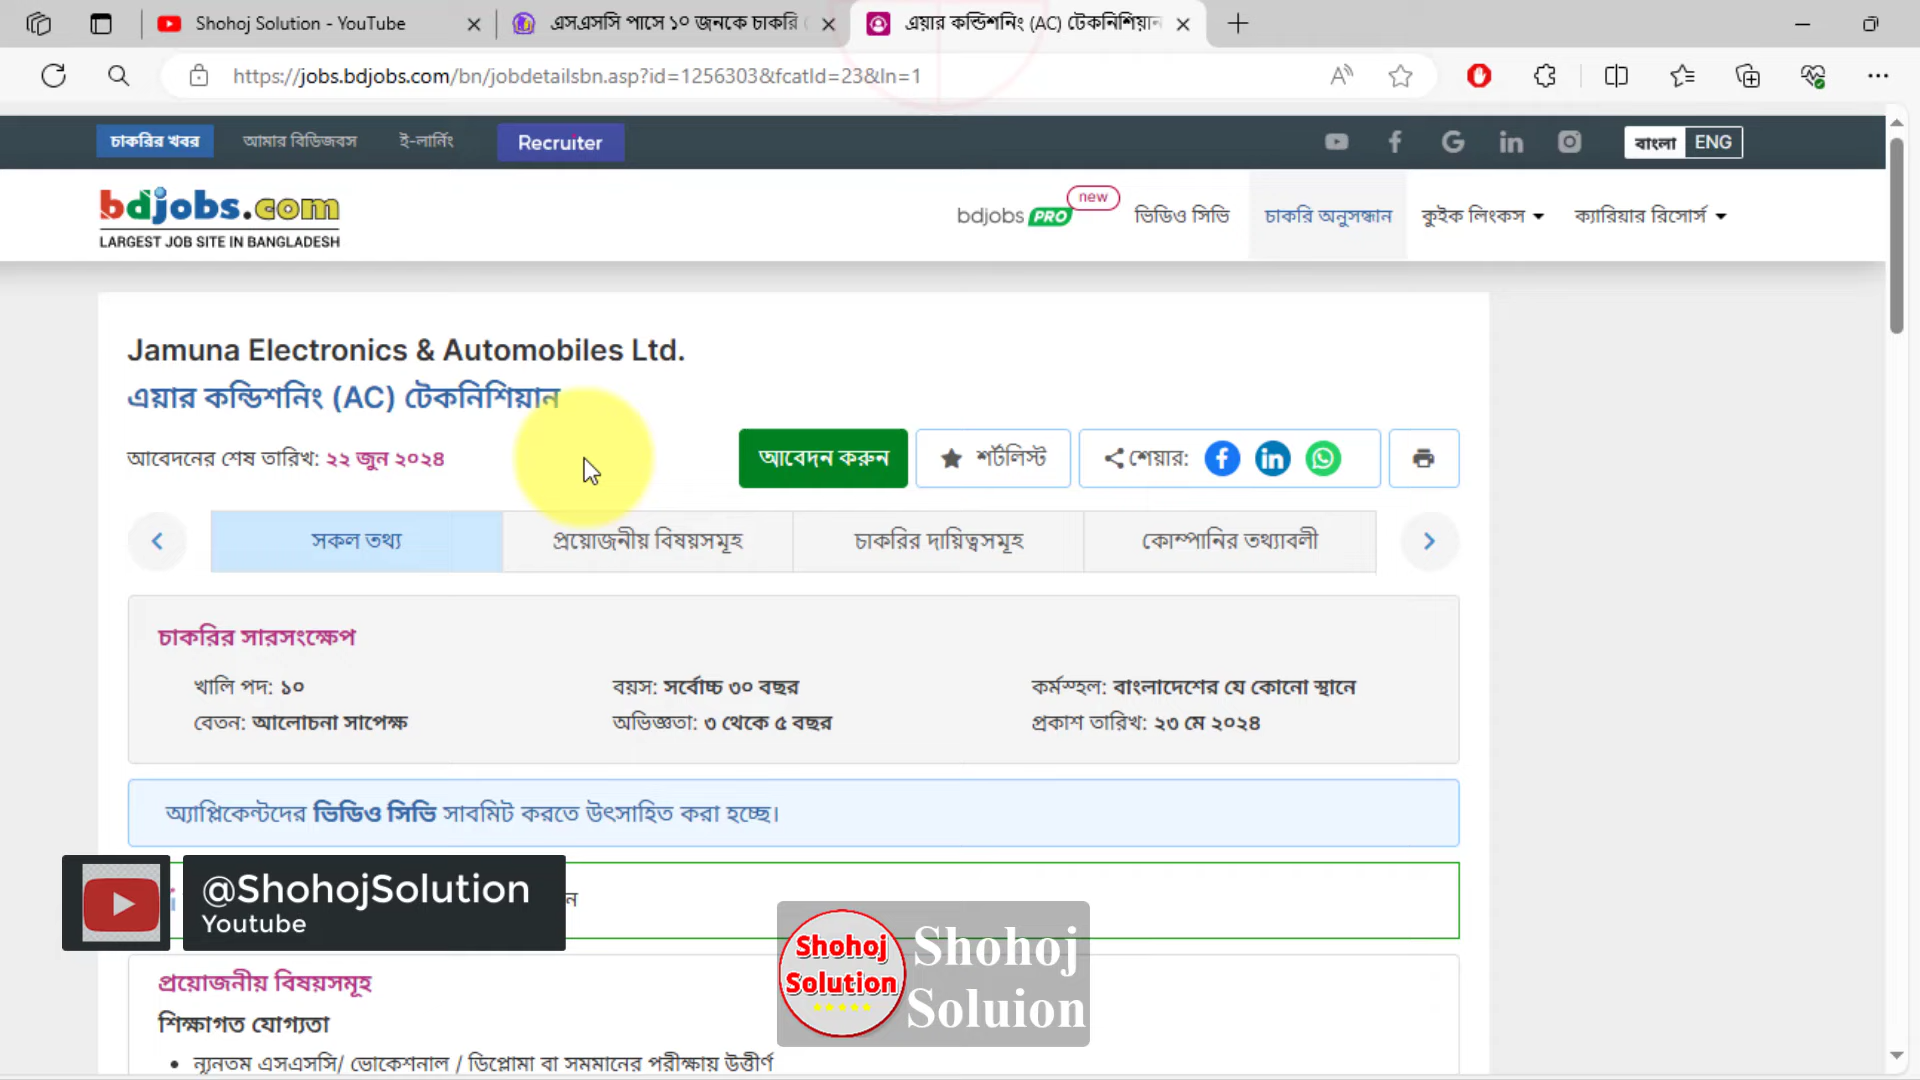 Shohoj Solution - YouTube
এসএসসি পাসে ১০ জনকে চাকরি
এয়ার কন্ডিশনিং (AC) টেকনিশিয়ান
https://jobs.bdjobs.com/bn/jobdetailsbn.asp?id=1256303&fcatId=23&ln=1
চাকরির খবর আমার বিডিজবস ই-লার্নিং Recruiter বাংলা ENG
bdjobs.com
LARGEST JOB SITE IN BANGLADESH
bdjobs PRO new ভিডিও সিভি চাকরি অনুসন্ধান কুইক লিংকস ক্যারিয়ার রিসোর্স
Jamuna Electronics & Automobiles Ltd.
এয়ার কন্ডিশনিং (AC) টেকনিশিয়ান
আবেদনের শেষ তারিখ: ২২ জুন ২০২৪
আবেদন করুন শর্টলিস্ট শেয়ার:
সকল তথ্য প্রয়োজনীয় বিষয়সমূহ চাকরির দায়িত্বসমূহ কোম্পানির তথ্যাবলী
চাকরির সারসংক্ষেপ
খালি পদ: ১০ বয়স: সর্বোচ্চ ৩০ বছর কর্মস্হল: বাংলাদেশের যে কোনো স্থানে
বেতন: আলোচনা সাপেক্ষ অভিজ্ঞতা: ৩ থেকে ৫ বছর প্রকাশ তারিখ: ২৩ মে ২০২৪
অ্যাপ্লিকেন্টদের ভিডিও সিভি সাবমিট করতে উৎসাহিত করা হচ্ছে।
@ShohojSolution
Youtube
Shohoj
Solution
Shohoj
Soluion
প্রয়োজনীয় বিষয়সমূহ
শিক্ষাগত যোগ্যতা
• ন্যূনতম এসএসসি/ ভোকেশনাল / ডিপ্লোমা বা সমমানের পরীক্ষায় উত্তীর্ণ